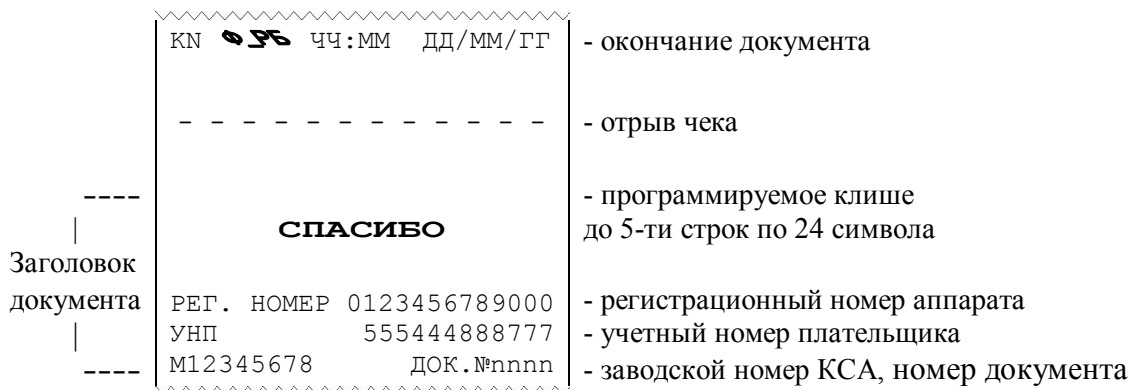 KN ФРБ ЧЧ:ММ ДД/ММ/ГГ - окончание документа
- - - - - - - - - - - - - - отрыв чека
---- - программируемое клише
СПАСИБО до 5-ти строк по 24 символа
Заголовок
документа РЕГ. НОМЕР 0123456789000 - регистрационный номер аппарата
УНП 555444888777 - учетный номер плательщика
---- М12345678 ДОК.№nnnn - заводской номер КСА, номер документа